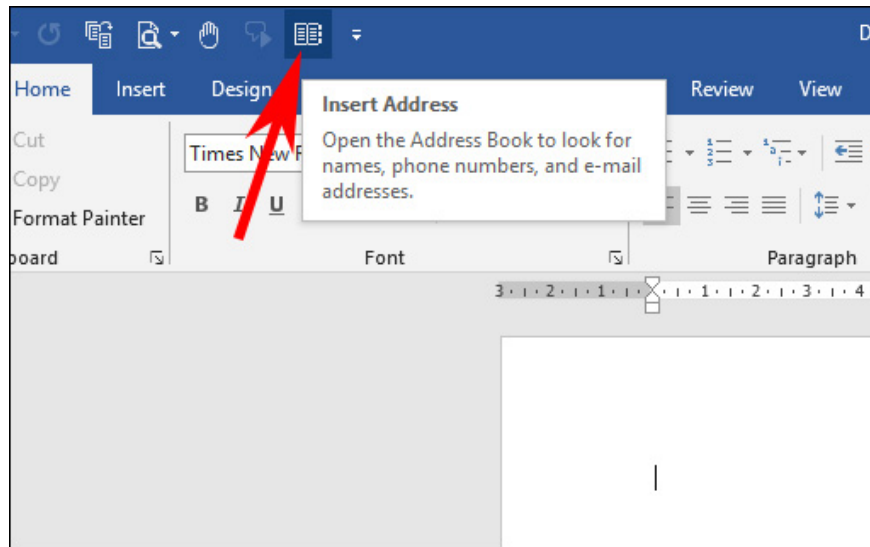 D
Home Insert Design Review View
Insert Address
Open the Address Book to look for
names, phone numbers, and e-mail
addresses.
Cut
Copy
Format Painter
Times New
B I U
board Font Paragraph
3 2 1 1 2 3 4